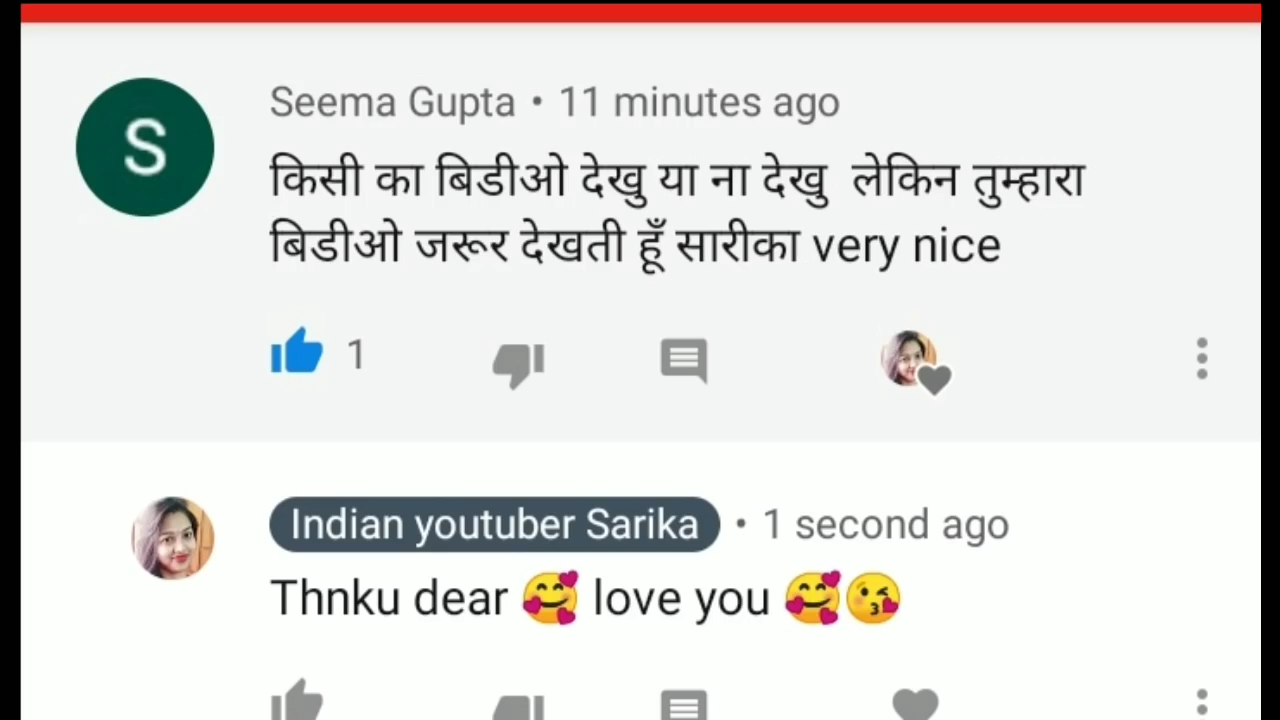 S
Seema Gupta • 11 minutes ago
किसी का बिडीओ देखु या ना देखु लेकिन तुम्हारा
बिडीओ जरूर देखती हूँ सारीका very nice
1
Indian youtuber Sarika • 1 second ago
Thnku dear 🥰 love you 🥰😘